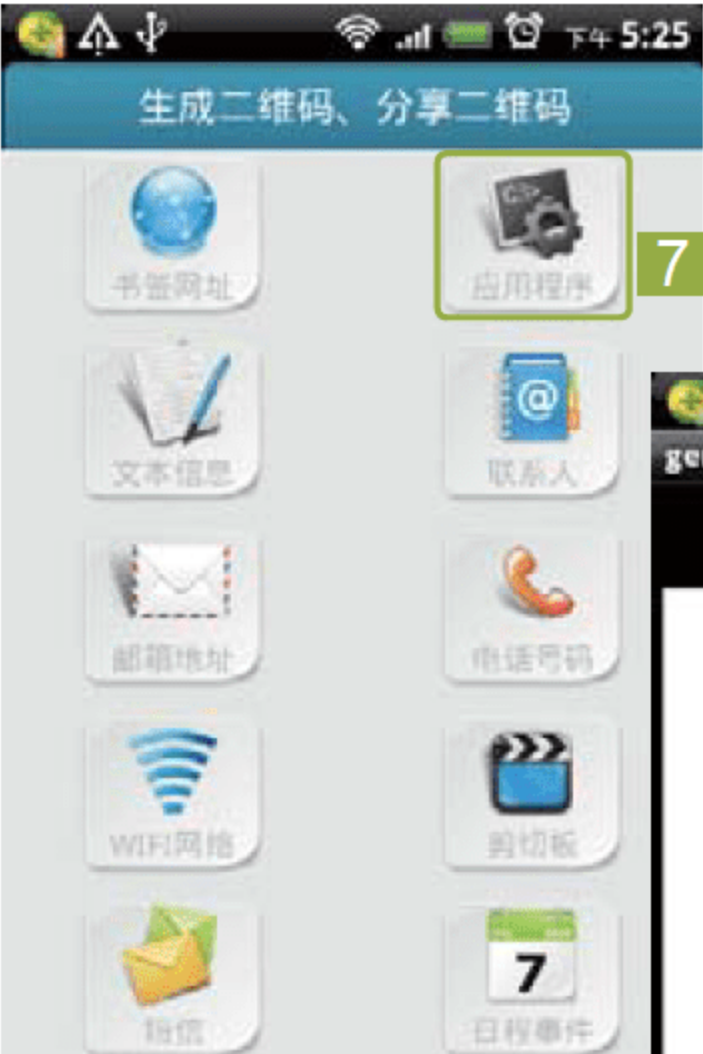 下午 5:25
生成二维码、分享二维码
书签网址
应用程序
7
文本信息
联系人
ge
邮箱地址
电话号码
WIFI网络
剪切板
短信
7
日程事件